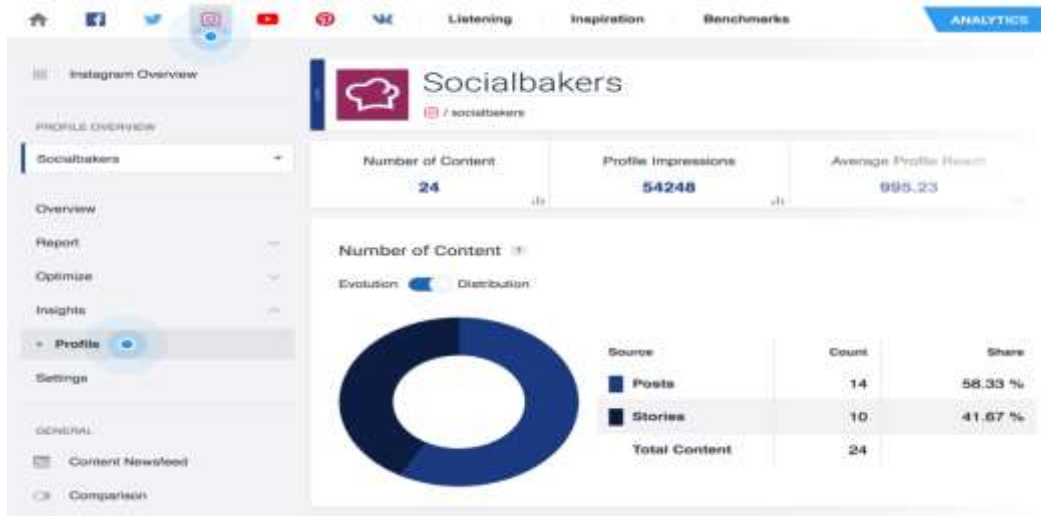 Listening Inspiration Benchmarks ANALYTICS
Instagram Overview
PROFILE OVERVIEW
Socialbakers
Overview
Report
Optimize
Insights
Profile
Settings
GENERAL
Content Newsfeed
Comparison
Socialbakers
/ socialbakers
Number of Content Profile Impressions Average Profile Reach
24 54248 995.23
Number of Content
Evolution Distribution
Source Count Share
Posts 14 58.33 %
Stories 10 41.67 %
Total Content 24